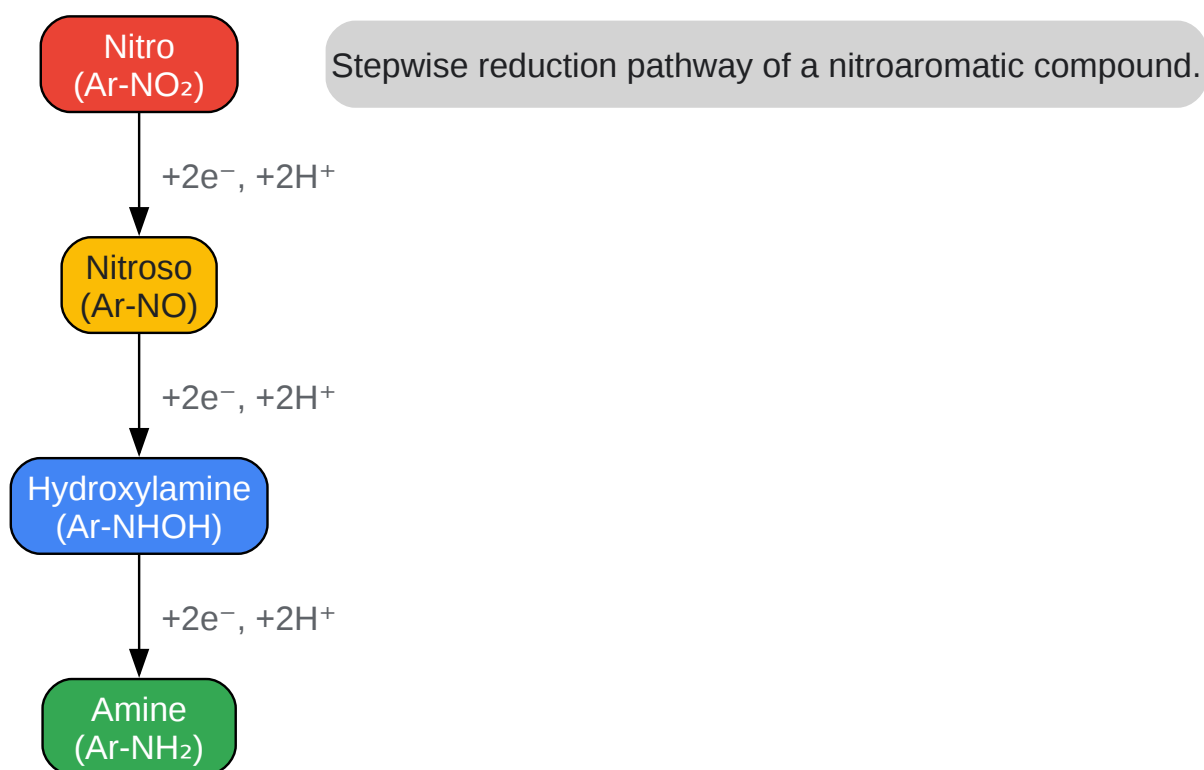 Nitro
(Ar-NO₂)
Stepwise reduction pathway of a nitroaromatic compound.
+2e⁻, +2H⁺
Nitroso
(Ar-NO)
+2e⁻, +2H⁺
Hydroxylamine
(Ar-NHOH)
+2e⁻, +2H⁺
Amine
(Ar-NH₂)